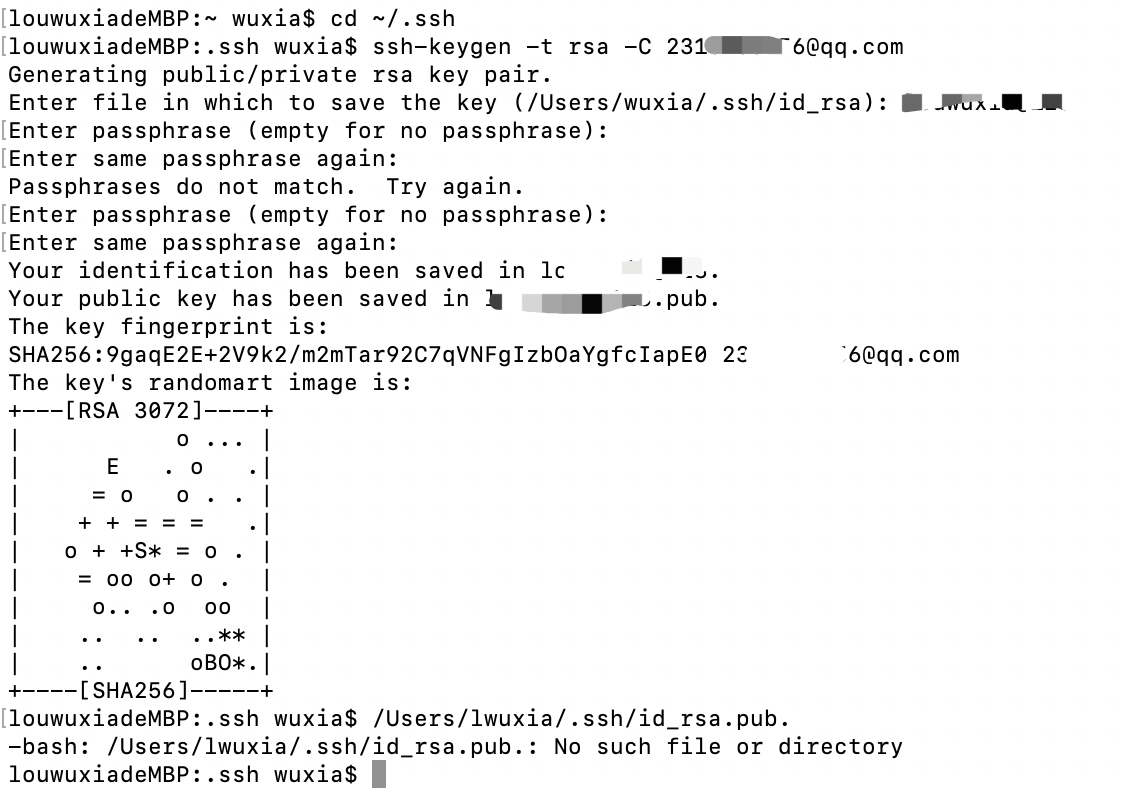 louwuxiadeMBP:~ wuxia$ cd ~/.ssh
louwuxiadeMBP:.ssh wuxia$ ssh-keygen -t rsa -C 231 6@qq.com
Generating public/private rsa key pair.
Enter file in which to save the key (/Users/wuxia/.ssh/id_rsa):
Enter passphrase (empty for no passphrase):
Enter same passphrase again:
Passphrases do not match.  Try again.
Enter passphrase (empty for no passphrase):
Enter same passphrase again:
Your identification has been saved in
Your public key has been saved in .pub.
The key fingerprint is:
SHA256:9gaqE2E+2V9k2/m2mTar92C7qVNFgIzbOaYgfcIapE0 23 6@qq.com
The key's randomart image is:
+---[RSA 3072]----+
|           o ... |
|      E   . o   .|
|     = o   o . . |
|    + + = = =   .|
|   o + +S* = o . |
|    = oo o+ o .  |
|     o.. .o  oo  |
|    ..  ..  ..** |
|    ..      oBO*.|
+----[SHA256]-----+
louwuxiadeMBP:.ssh wuxia$ /Users/lwuxia/.ssh/id_rsa.pub.
-bash: /Users/lwuxia/.ssh/id_rsa.pub.: No such file or directory
louwuxiadeMBP:.ssh wuxia$